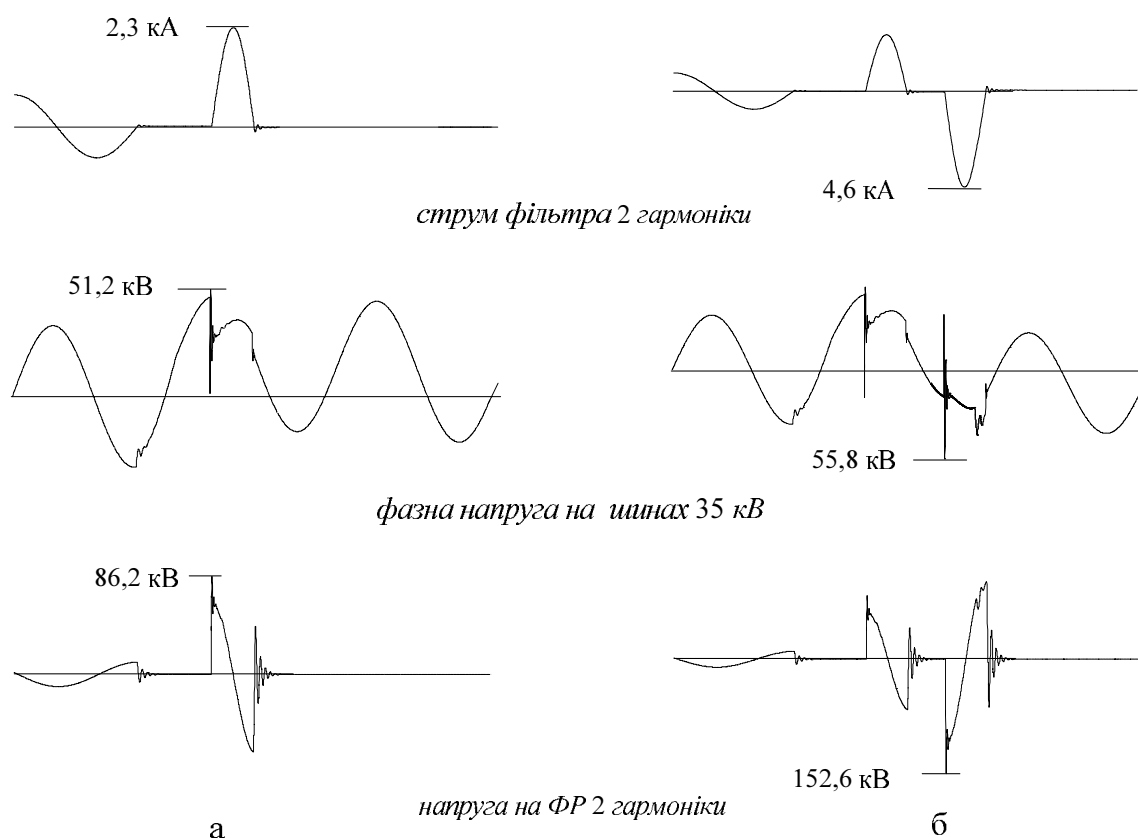 2,3 кА
4,6 кА
струм фільтра 2 гармоніки
51,2 кВ
55,8 кВ
фазна напруга на шинах 35 кВ
86,2 кВ
152,6 кВ
напруга на ФР 2 гармоніки
а
б